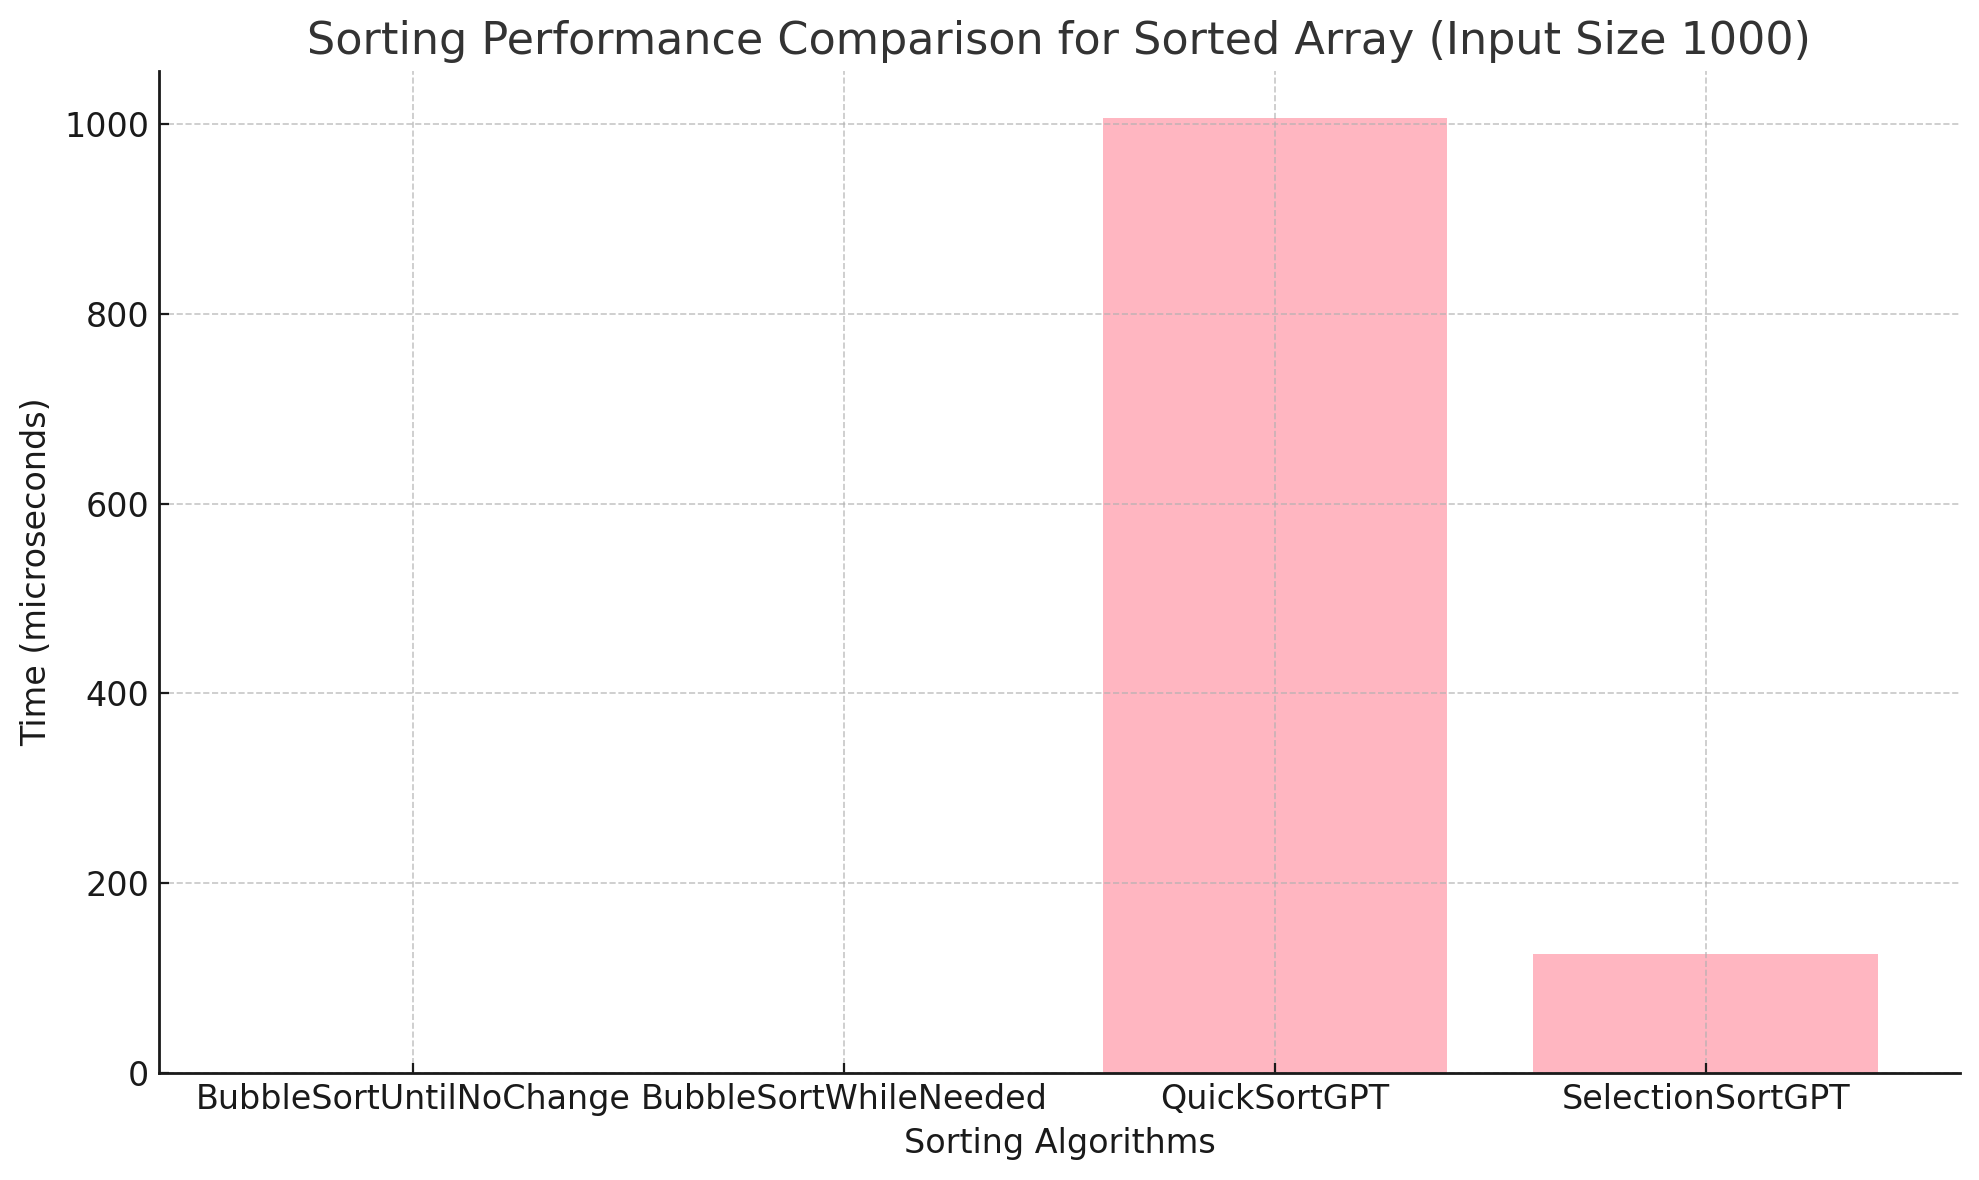 Sorting Performance Comparison for Sorted Array (Input Size 1000)
Time (microseconds)
1000
800
600
400
200
0
BubbleSortUntilNoChange BubbleSortWhileNeeded QuickSortGPT SelectionSortGPT
Sorting Algorithms